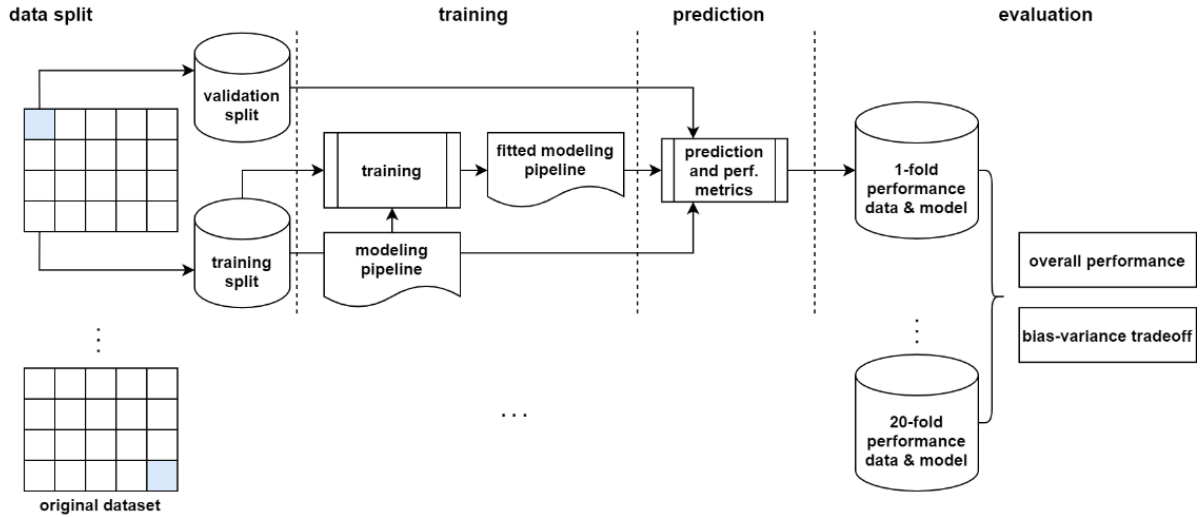 data split
training
prediction
evaluation
validation
split
training
fitted modeling
pipeline
prediction
and perf.
metrics
1-fold
performance
data & model
training
split
modeling
pipeline
overall performance
bias-variance tradeoff
...
...
...
20-fold
performance
data & model
original dataset